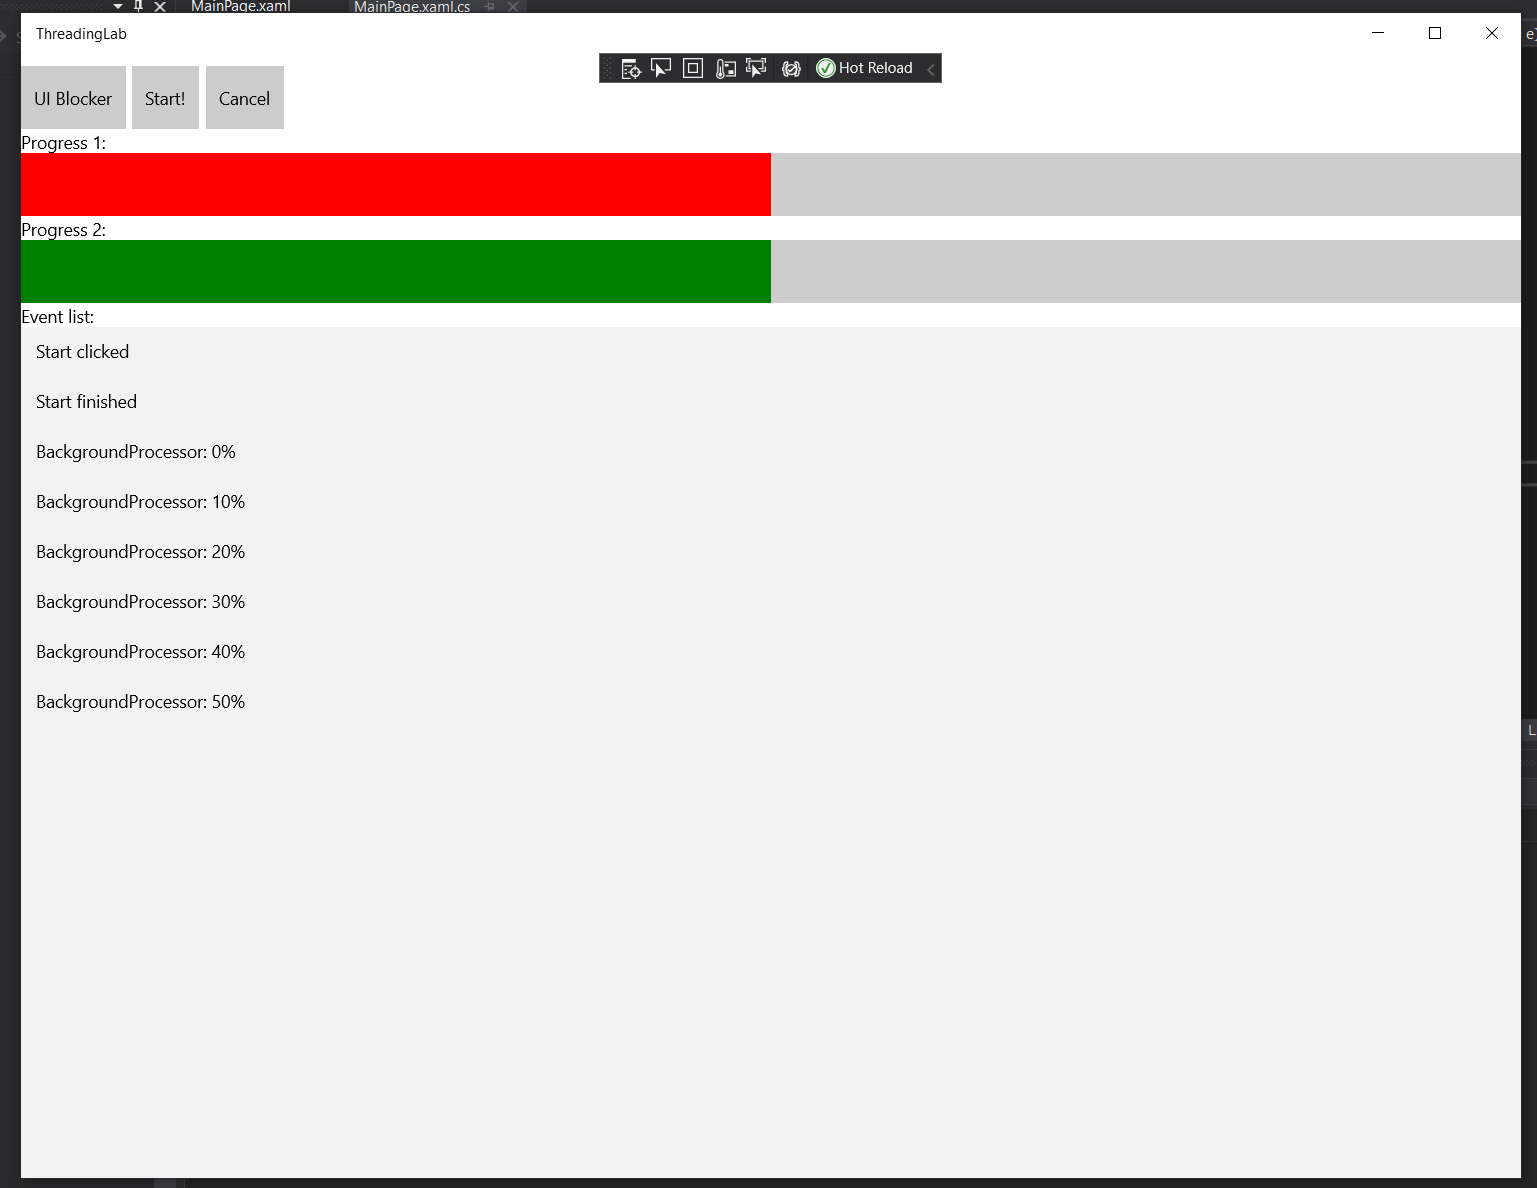 MainPage.xaml MainPage.xaml.cs
ThreadingLab
Hot Reload
UI Blocker Start! Cancel
Progress 1:
Progress 2:
Event list:
Start clicked
Start finished
BackgroundProcessor: 0%
BackgroundProcessor: 10%
BackgroundProcessor: 20%
BackgroundProcessor: 30%
BackgroundProcessor: 40%
BackgroundProcessor: 50%